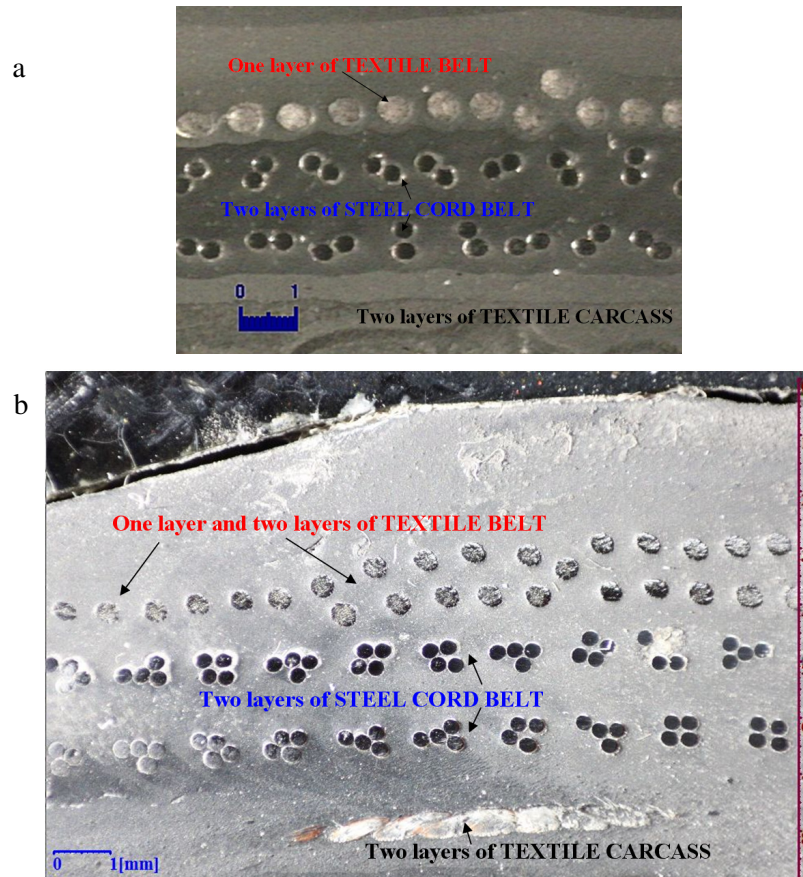 a
One layer of TEXTILE BELT
Two layers of STEEL CORD BELT
0 1
Two layers of TEXTILE CARCASS
b
One layer and two layers of TEXTILE BELT
Two layers of STEEL CORD BELT
Two layers of TEXTILE CARCASS
0 1[mm]